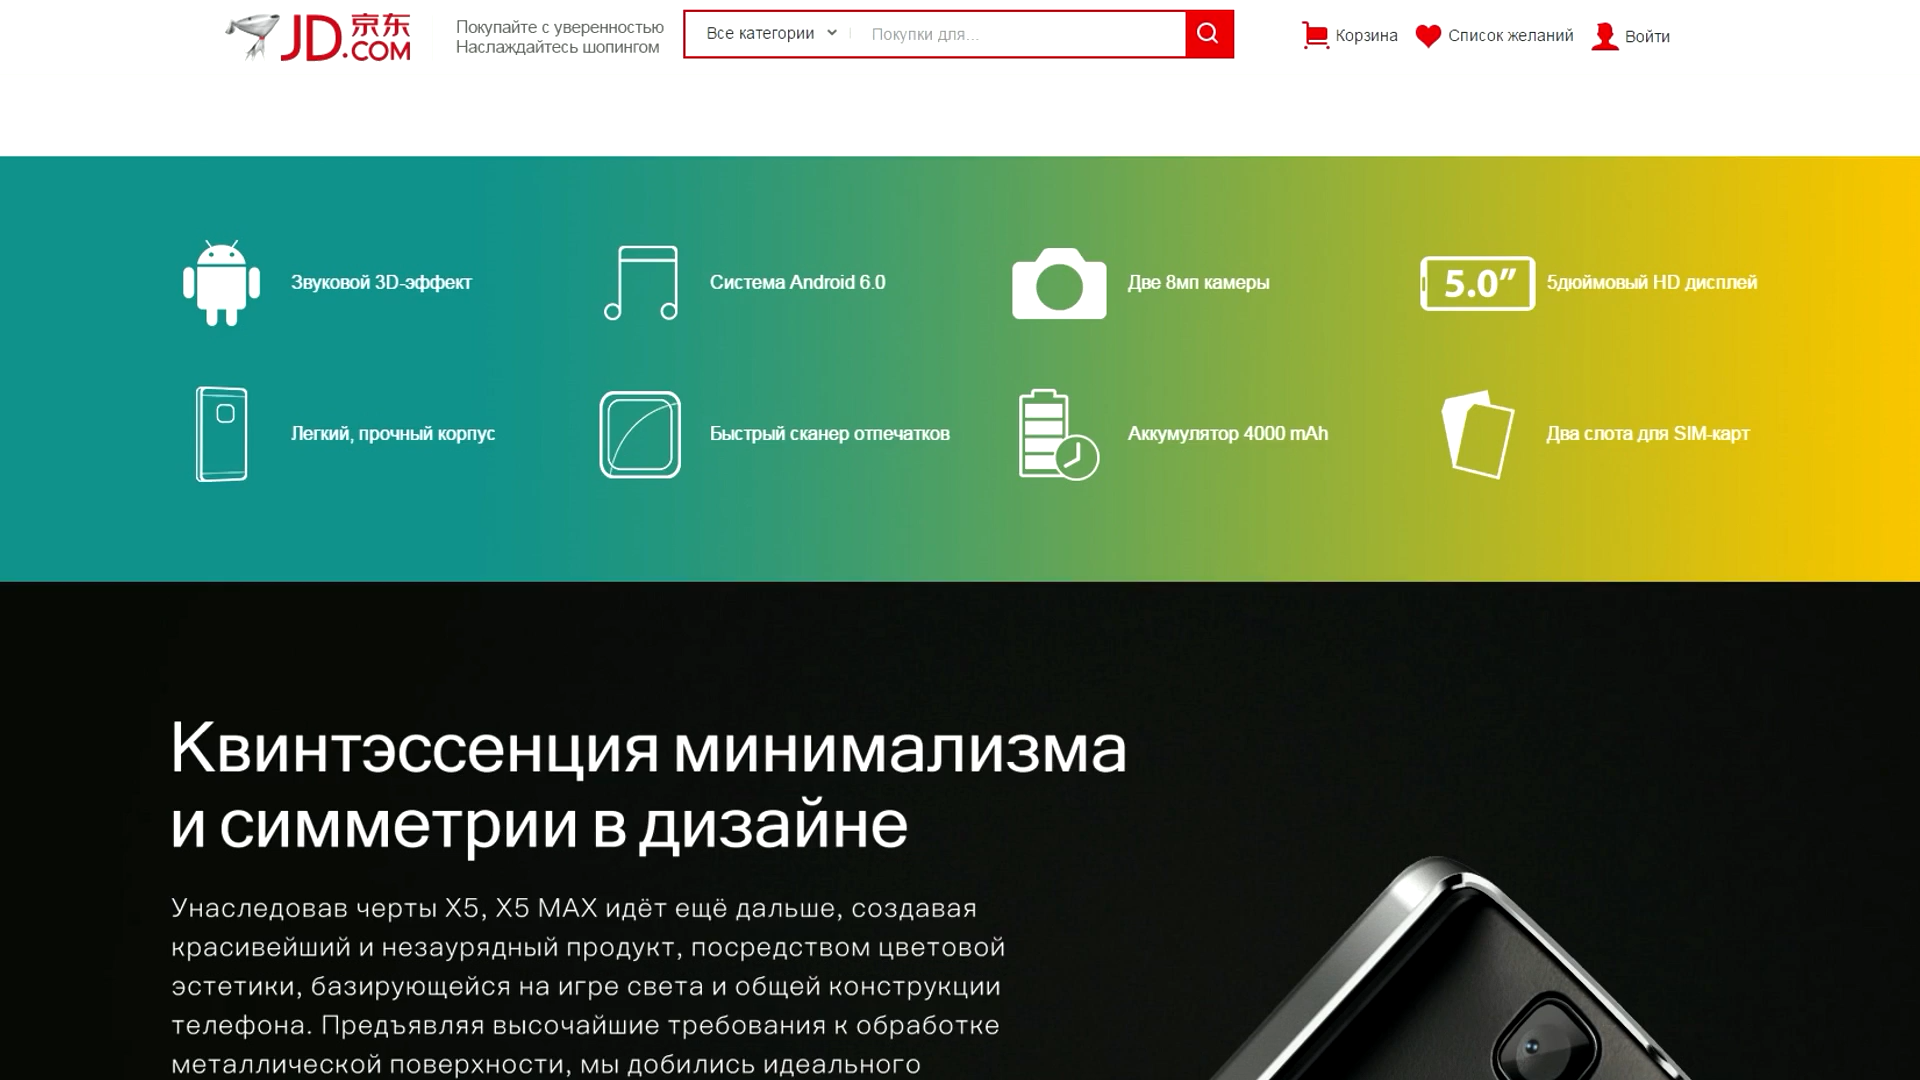 JD.COM 京东
Покупайте с уверенностью
Наслаждайтесь шопингом
Все категории
Покупки для...
Корзина
Список желаний
Войти
Звуковой 3D-эффект
Система Android 6.0
Две 8мп камеры
5.0”
5дюймовый HD дисплей
Легкий, прочный корпус
Быстрый сканер отпечатков
Аккумулятор 4000 mAh
Два слота для SIM-карт
Квинтэссенция минимализма
и симметрии в дизайне
Унаследовав черты X5, X5 MAX идёт ещё дальше, создавая
красивейший и незаурядный продукт, посредством цветовой
эстетики, базирующейся на игре света и общей конструкции
телефона. Предъявляя высочайшие требования к обработке
металлической поверхности, мы добились идеального